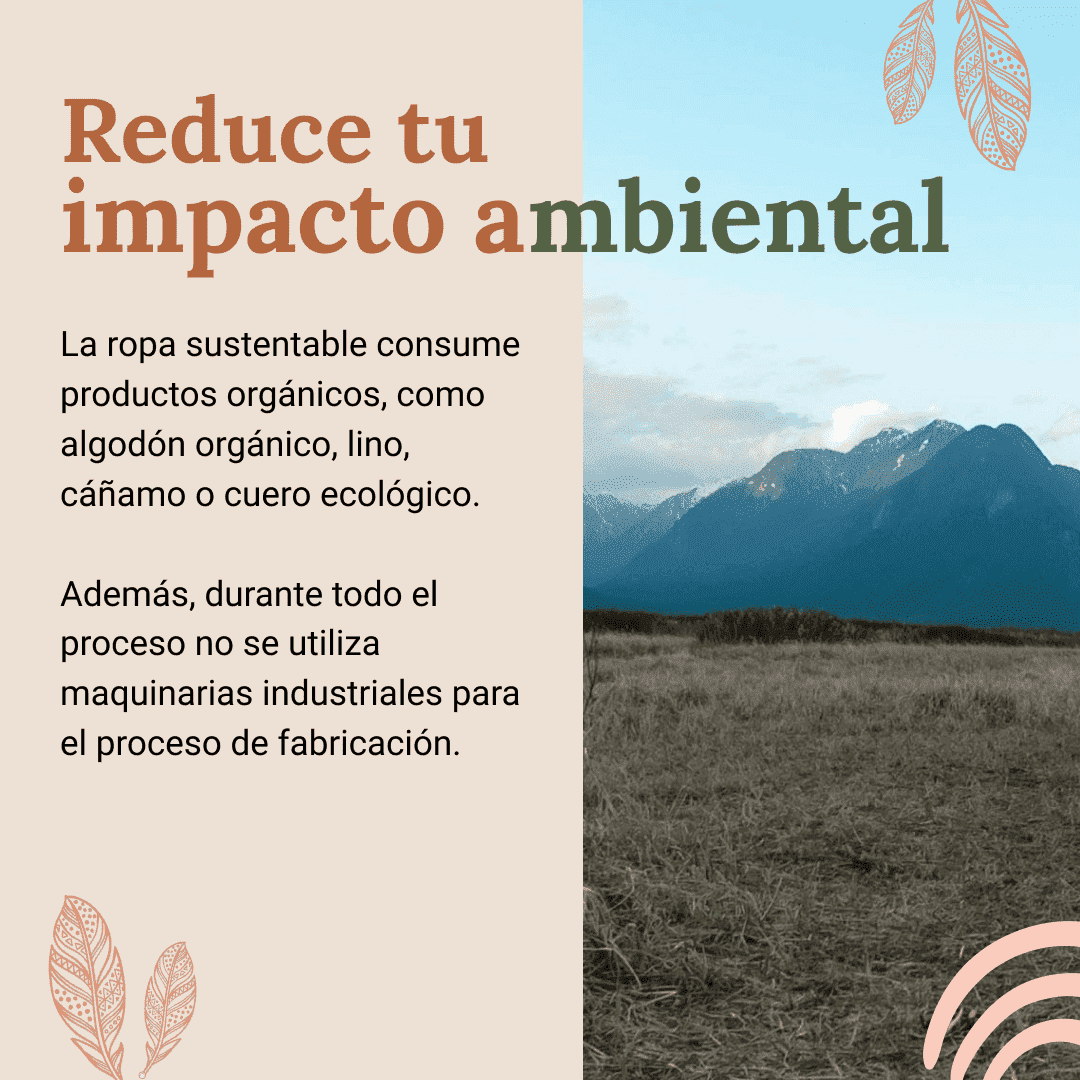 Reduce tu
impacto ambiental
La ropa sustentable consume
productos orgánicos, como
algodón orgánico, lino,
cáñamo o cuero ecológico.
Además, durante todo el
proceso no se utiliza
maquinarias industriales para
el proceso de fabricación.